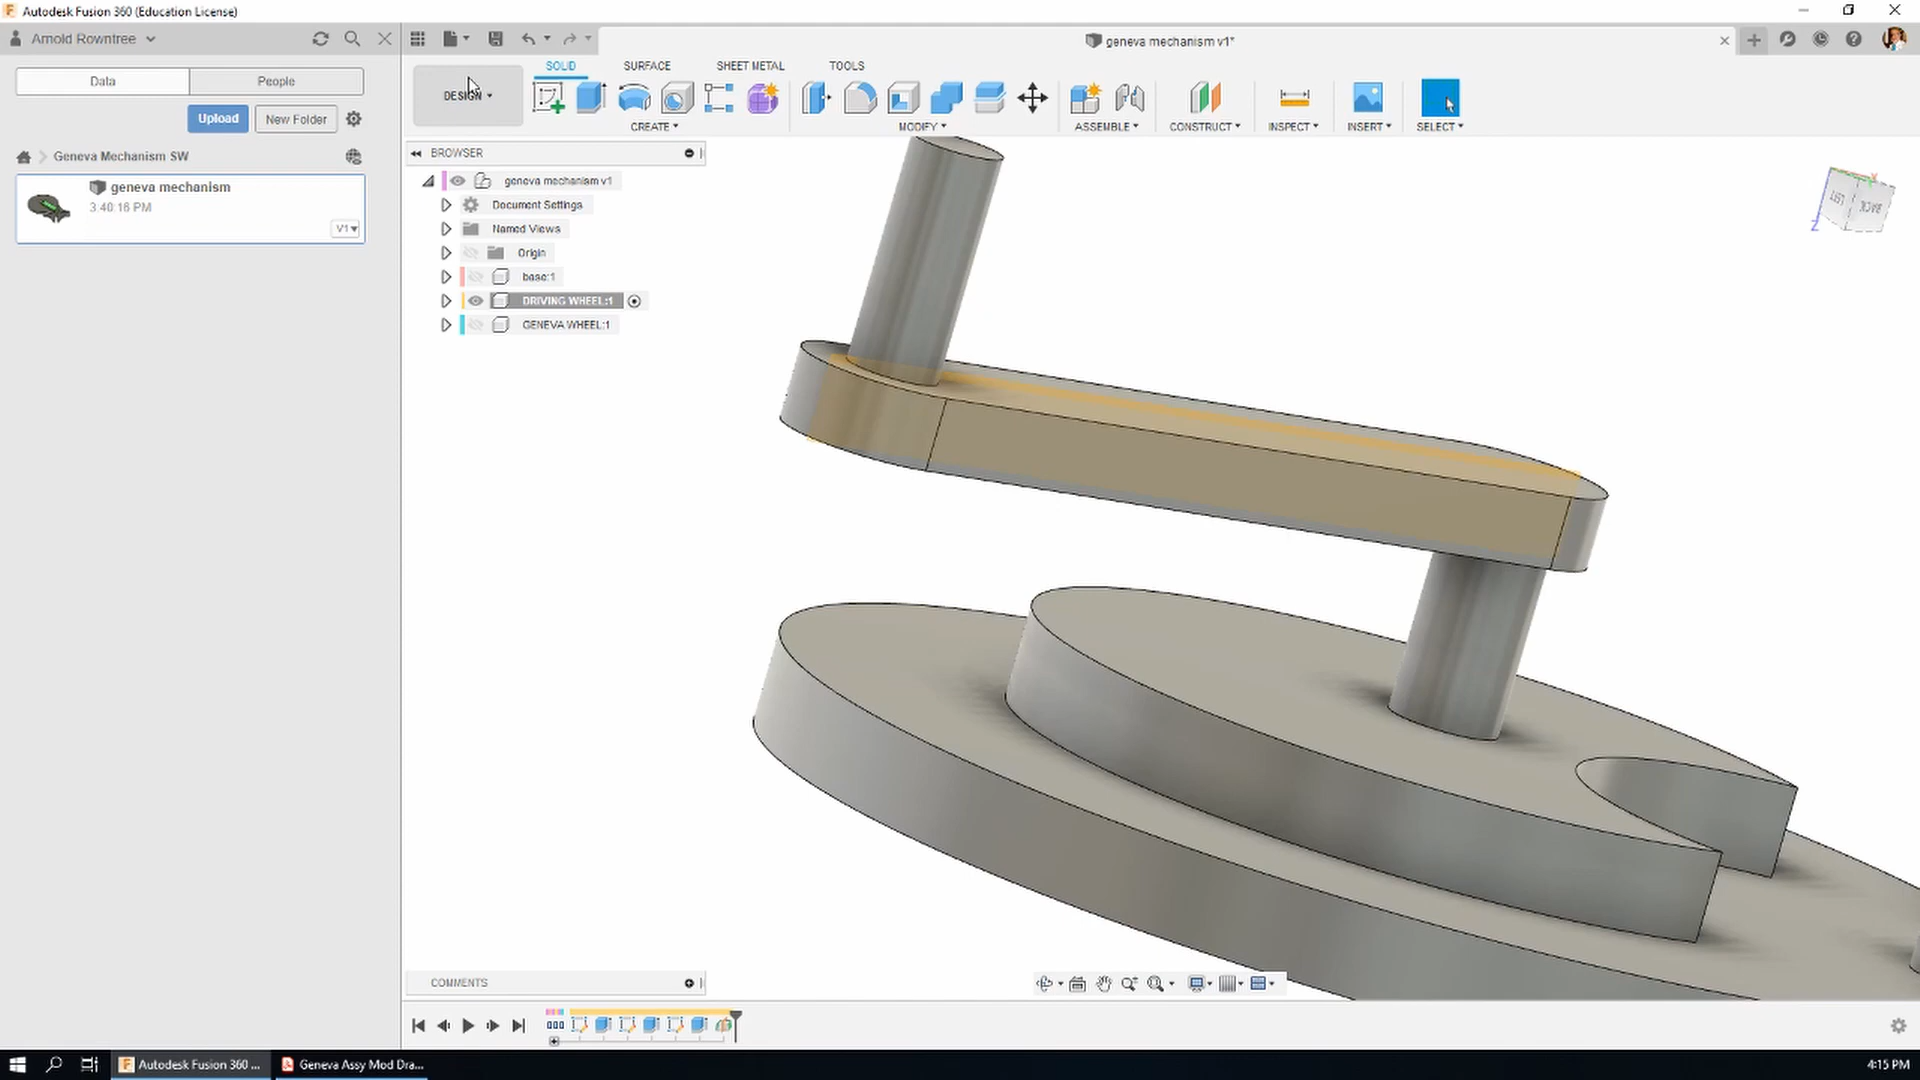 Autodesk Fusion 360 (Education License)
Arnold Rowntree
geneva mechanism v1*
Data
People
SOLID
SURFACE
SHEET METAL
TOOLS
DESIGN
Upload
New Folder
CREATE
MODIFY
ASSEMBLE
CONSTRUCT
INSPECT
INSERT
SELECT
Geneva Mechanism SW
BROWSER
geneva mechanism
3:40:16 PM
V1
geneva mechanism v1
Document Settings
Named Views
Origin
base:1
DRIVING WHEEL:1
GENEVA WHEEL:1
LEFT
BACK
X
Z
COMMENTS
Autodesk Fusion 360 ...
Geneva Assy Mod Dra...
4:15 PM